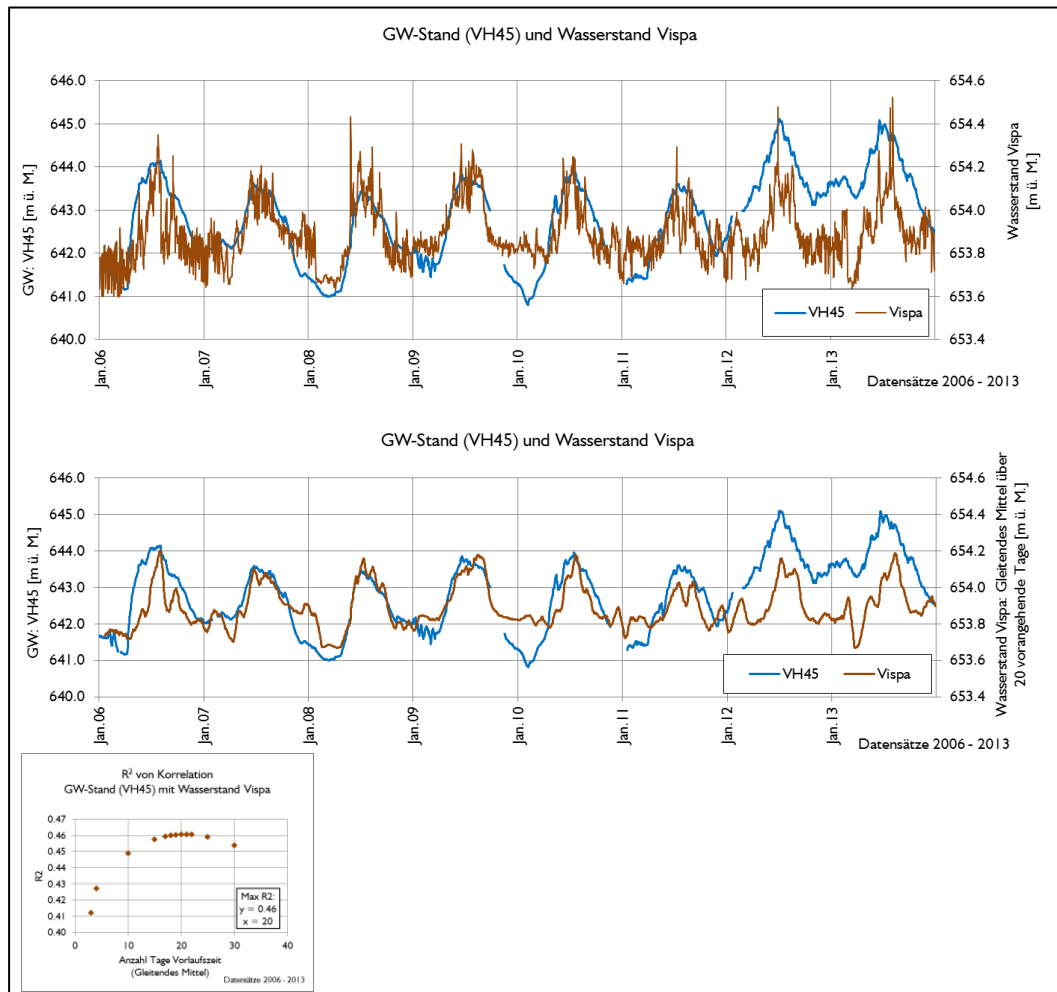 GW-Stand (VH45) und Wasserstand Vispa
646.0
645.0
644.0
643.0
642.0
641.0
640.0
GW: VH45 [m ü. M.]
654.6
654.4
654.2
654.0
653.8
653.6
653.4
Wasserstand Vispa
[m ü. M.]
VH45
Vispa
Jan.06
Jan.07
Jan.08
Jan.09
Jan.10
Jan.11
Jan.12
Jan.13
Datensätze 2006 - 2013
GW-Stand (VH45) und Wasserstand Vispa
646.0
645.0
644.0
643.0
642.0
641.0
640.0
GW: VH45 [m ü. M.]
654.6
654.4
654.2
654.0
653.8
653.6
653.4
Wasserstand Vispa: Gleitendes Mittel über
20 vorangehende Tage [m ü. M.]
VH45
Vispa
Jan.06
Jan.07
Jan.08
Jan.09
Jan.10
Jan.11
Jan.12
Jan.13
Datensätze 2006 - 2013
R² von Korrelation
GW-Stand (VH45) mit Wasserstand Vispa
0.47
0.46
0.45
0.44
0.43
0.42
0.41
0.40
R2
Max R2:
y = 0.46
x = 20
0
10
20
30
40
Anzahl Tage Vorlaufszeit
(Gleitendes Mittel)
Datensätze 2006 - 2013